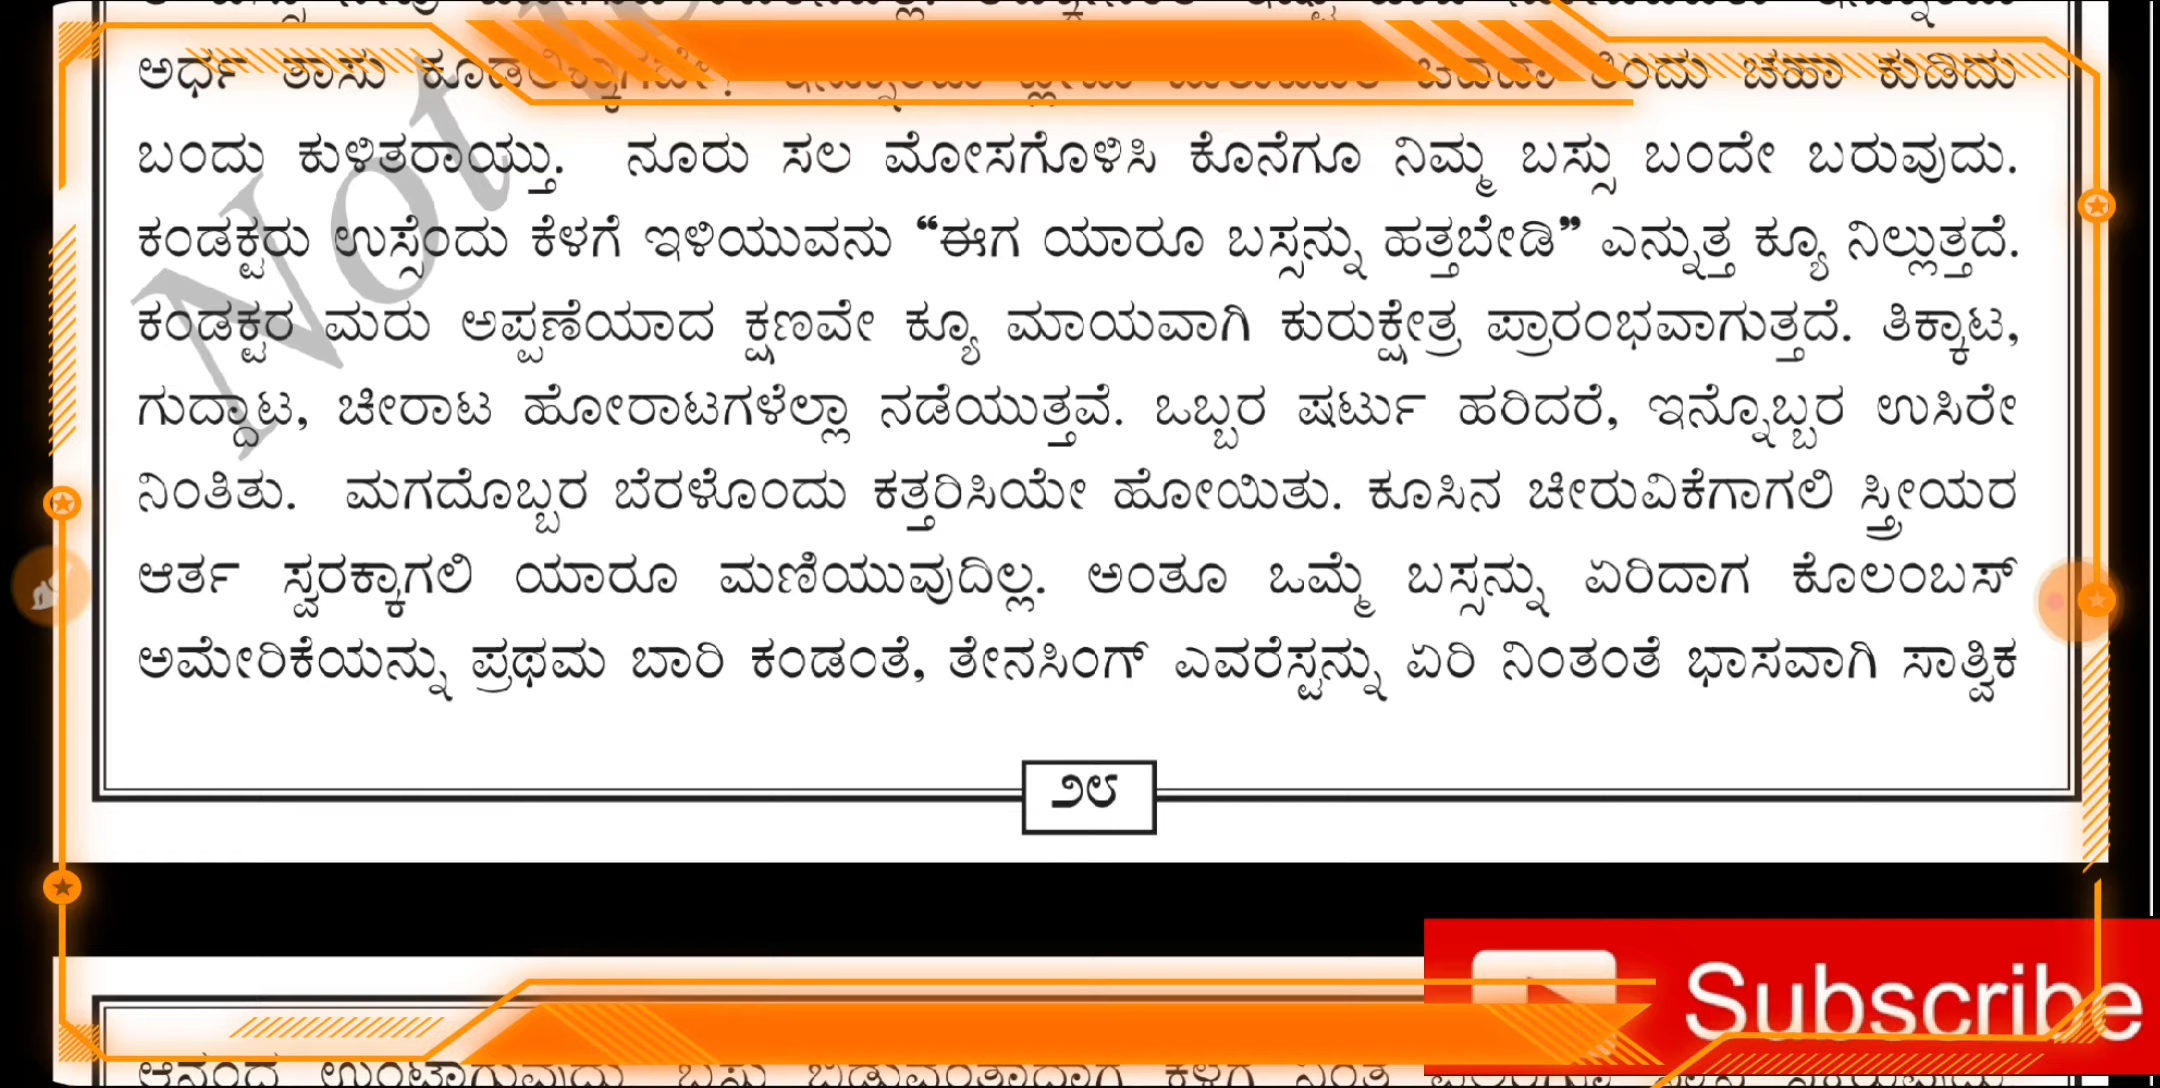 ಅರ್ಧ ತಾಸು ಚಹಾ ಕುಡಿದು
ಬಂದು ಕುಳಿತರಾಯ್ತು. ನೂರು ಸಲ ಮೋಸಗೊಳಿಸಿ ಕೊನೆಗೂ ನಿಮ್ಮ ಬಸ್ಸು ಬಂದೇ ಬರುವುದು.
ಕಂಡಕ್ಟರು ಉಸ್ಸೆಂದು ಕೆಳಗೆ ಇಳಿಯುವನು “ಈಗ ಯಾರೂ ಬಸ್ಸನ್ನು ಹತ್ತಬೇಡಿ” ಎನ್ನುತ್ತ ಕ್ಯೂ ನಿಲ್ಲುತ್ತದೆ.
ಕಂಡಕ್ಟರ ಮರು ಅಪ್ಪಣೆಯಾದ ಕ್ಷಣವೇ ಕ್ಯೂ ಮಾಯವಾಗಿ ಕುರುಕ್ಷೇತ್ರ ಪ್ರಾರಂಭವಾಗುತ್ತದೆ. ತಿಕ್ಕಾಟ,
ಗುದ್ದಾಟ, ಚೀರಾಟ ಹೋರಾಟಗಳೆಲ್ಲಾ ನಡೆಯುತ್ತವೆ. ಒಬ್ಬರ ಷರ್ಟು ಹರಿದರೆ, ಇನ್ನೊಬ್ಬರ ಉಸಿರೇ
ನಿಂತಿತು. ಮಗದೊಬ್ಬರ ಬೆರಳೊಂದು ಕತ್ತರಿಸಿಯೇ ಹೋಯಿತು. ಕೂಸಿನ ಚೀರುವಿಕೆಗಾಗಲಿ ಸ್ತ್ರೀಯರ
ಆರ್ತ ಸ್ವರಕ್ಕಾಗಲಿ ಯಾರೂ ಮಣಿಯುವುದಿಲ್ಲ. ಅಂತೂ ಒಮ್ಮೆ ಬಸ್ಸನ್ನು ಏರಿದಾಗ ಕೊಲಂಬಸ್
ಅಮೇರಿಕೆಯನ್ನು ಪ್ರಥಮ ಬಾರಿ ಕಂಡಂತೆ, ತೇನಸಿಂಗ್ ಎವರೆಸ್ಟನ್ನು ಏರಿ ನಿಂತಂತೆ ಭಾಸವಾಗಿ ಸಾತ್ವಿಕ
೨೮
Not
Subscribe